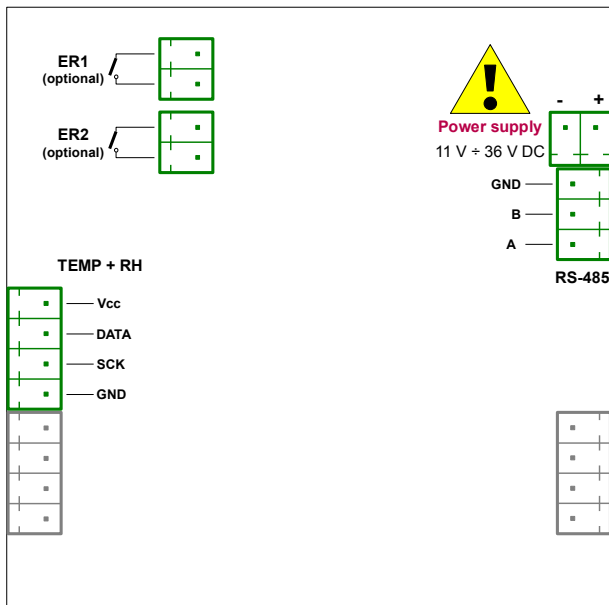 ER1
(optional)
ER2
(optional)
- +
Power supply
11 V ÷ 36 V DC
GND
B
A
RS-485
TEMP + RH
Vcc
DATA
SCK
GND